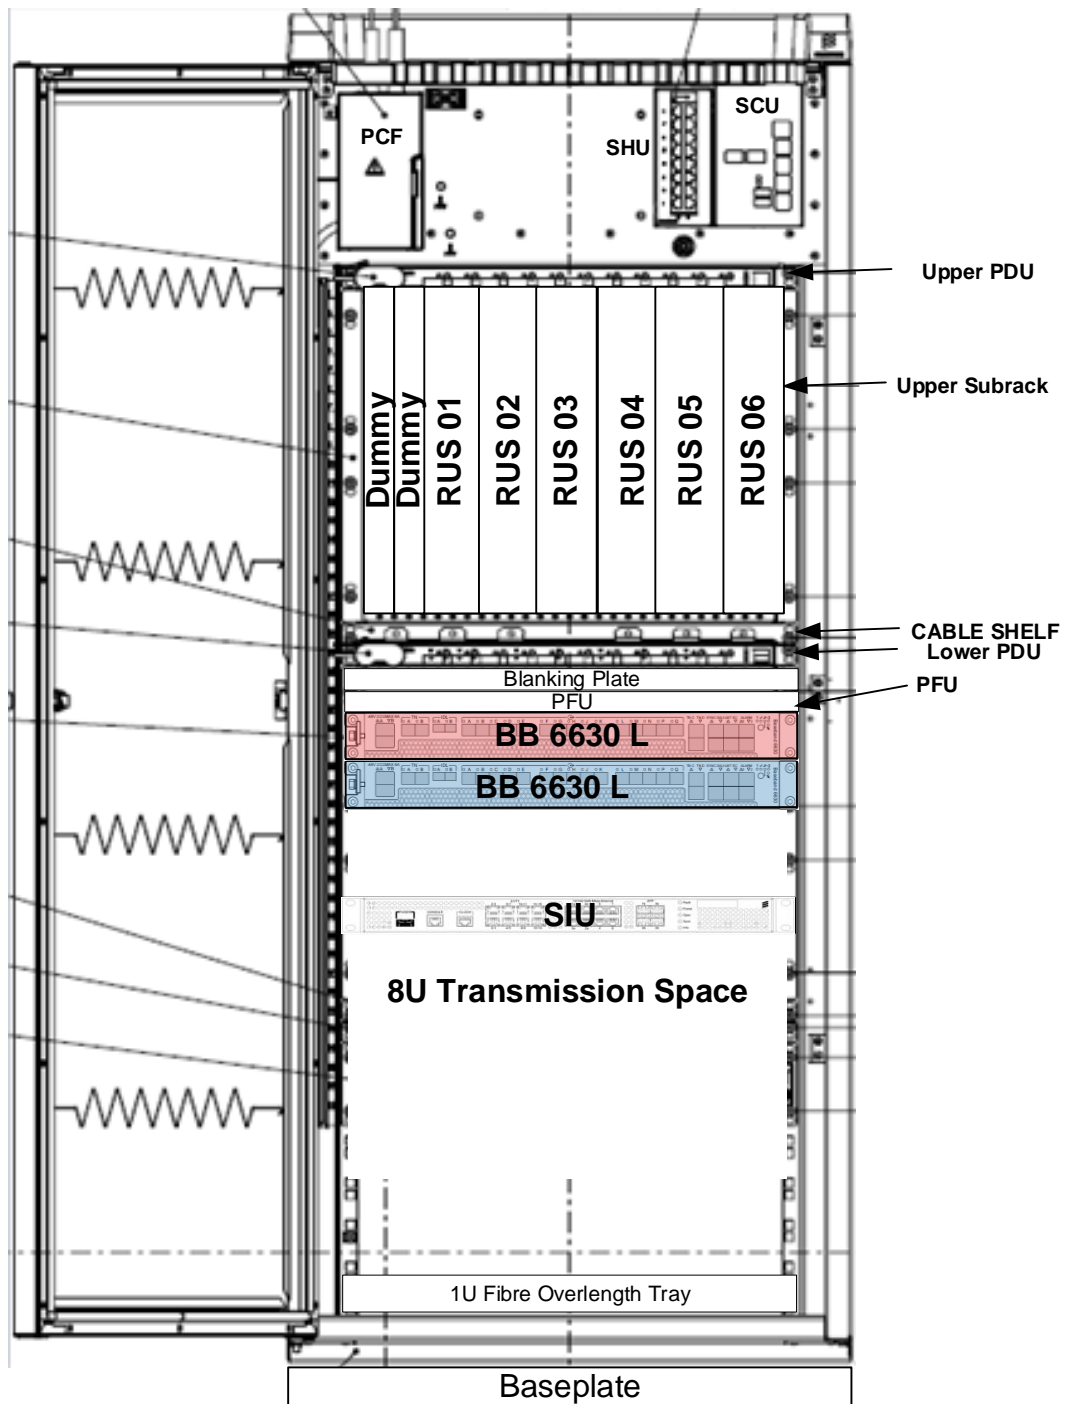 PCF
SHU
SCU
Upper PDU
Upper Subrack
Dummy
Dummy
RUS 01
RUS 02
RUS 03
RUS 04
RUS 05
RUS 06
CABLE SHELF
Lower PDU
Blanking Plate
PFU
PFU
BB 6630 L
BB 6630 L
SIU
8U Transmission Space
1U Fibre Overlength Tray
Baseplate